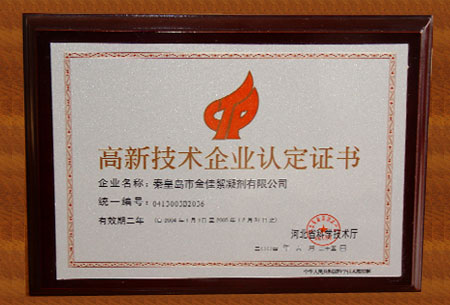 高新技术企业认定证书
企业名称：秦皇岛市金佳絮凝剂有限公司
统一编号：0413003B2036
有效期二年
河北省科学技术厅